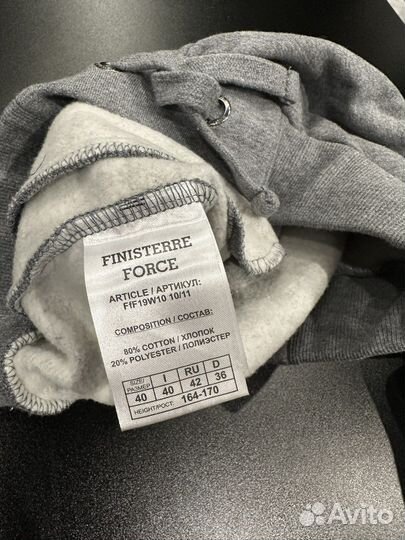 FINISTERRE
FORCE
ARTICLE / АРТИКУЛ:
FIF19W10 10/11
COMPOSITION / СОСТАВ:
80% COTTON / ХЛОПОК
20% POLYESTER / ПОЛИЭСТЕР
SIZE/ РАЗМЕР I RU D
40 40 42 36
HEIGHT/РОСТ: 164-170
Avito